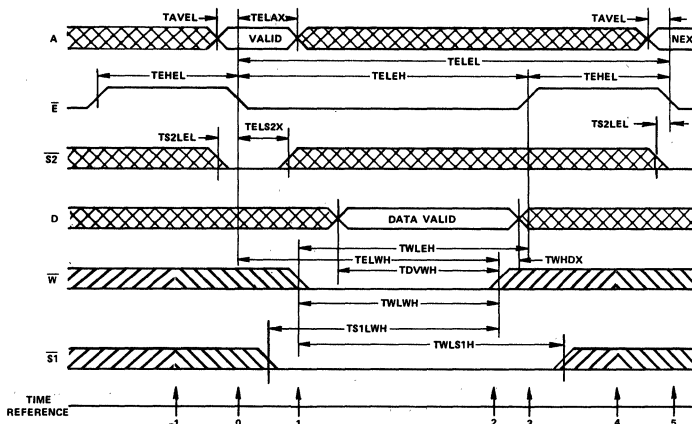 TAVEL TELAX TAVEL
A VALID NEX
TELEL
TEHEL TELEH TEHEL
E
TS2LEL TELS2X TS2LEL
S2
D DATA VALID
TWLEH
TELWH TWHDX
TDVWH
W
TWLWH
TS1LWH
TWLS1H
S1
TIME
REFERENCE
-1 0 1 2 3 4 5